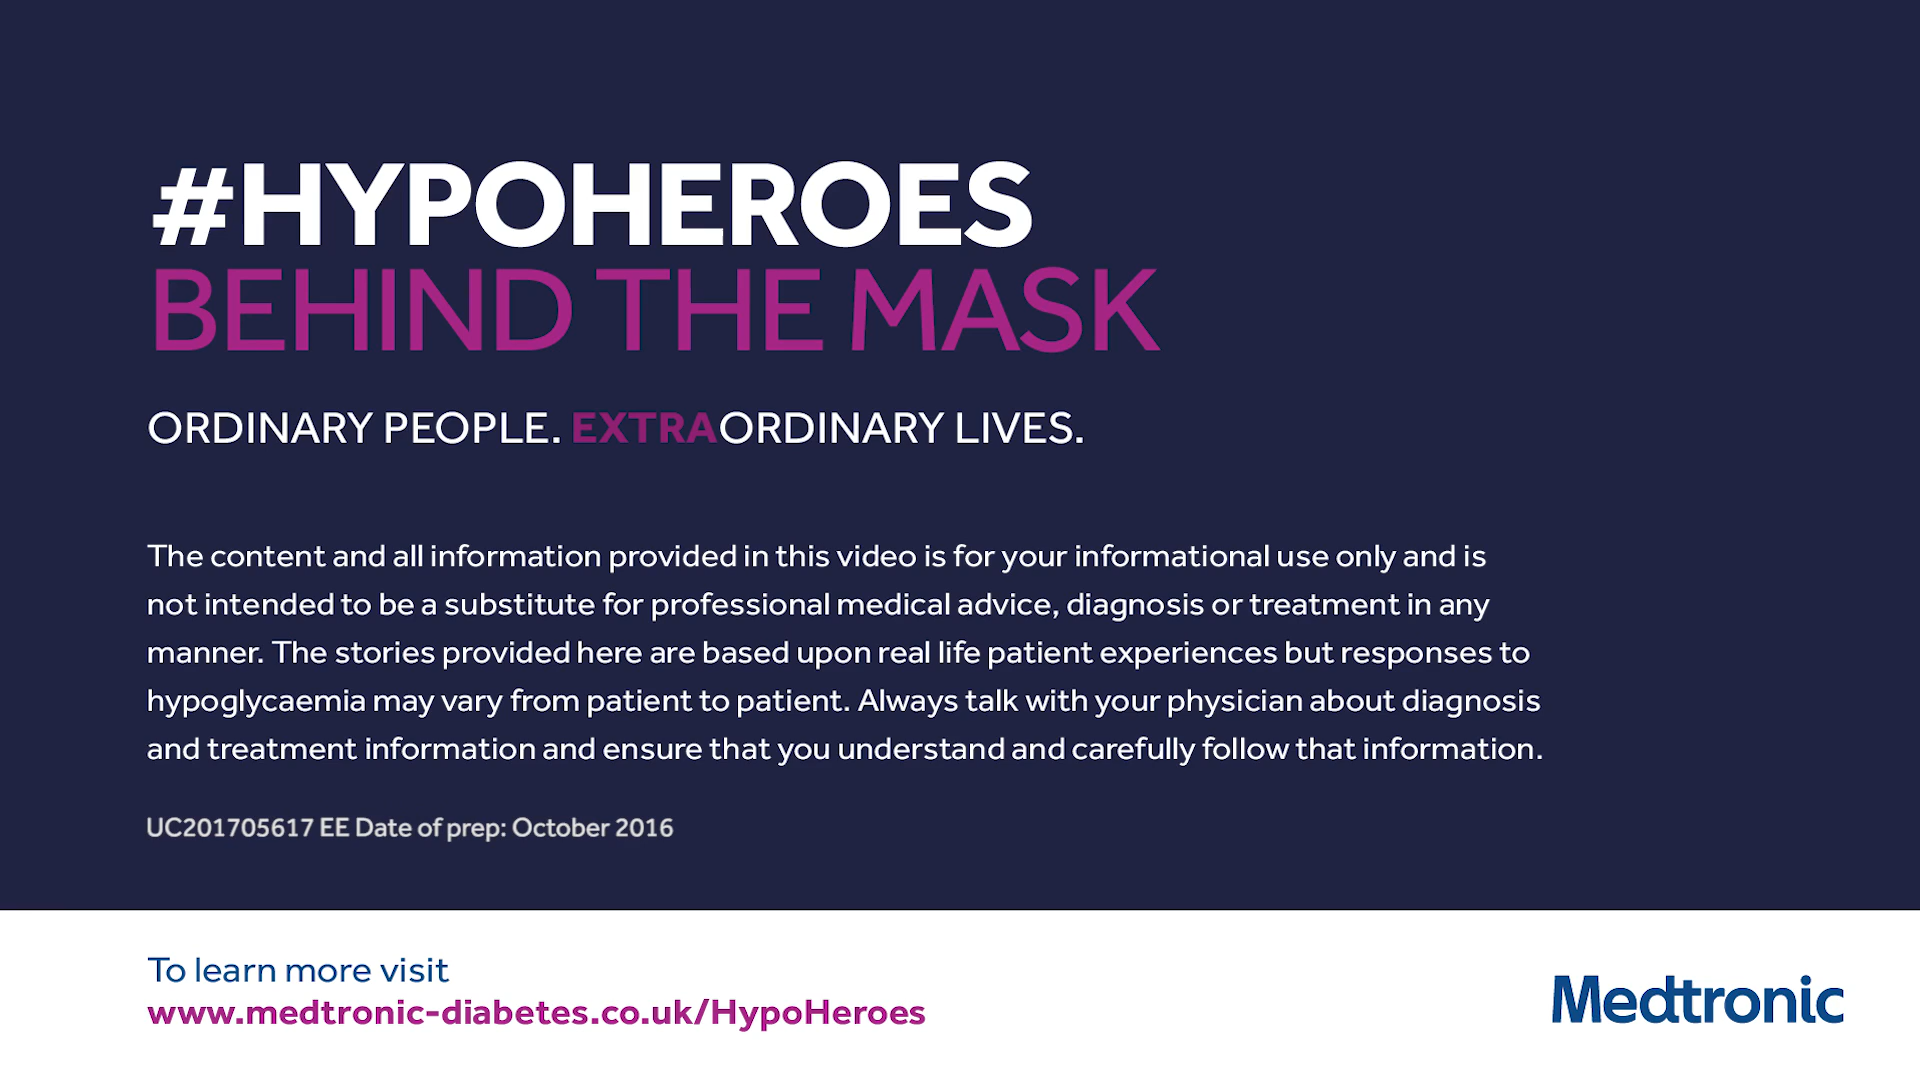 #HYPOHEROES
BEHIND THE MASK
ORDINARY PEOPLE. EXTRAORDINARY LIVES.
The content and all information provided in this video is for your informational use only and is
not intended to be a substitute for professional medical advice, diagnosis or treatment in any
manner. The stories provided here are based upon real life patient experiences but responses to
hypoglycaemia may vary from patient to patient. Always talk with your physician about diagnosis
and treatment information and ensure that you understand and carefully follow that information.
UC201705617 EE Date of prep: October 2016
To learn more visit
www.medtronic-diabetes.co.uk/HypoHeroes
Medtronic